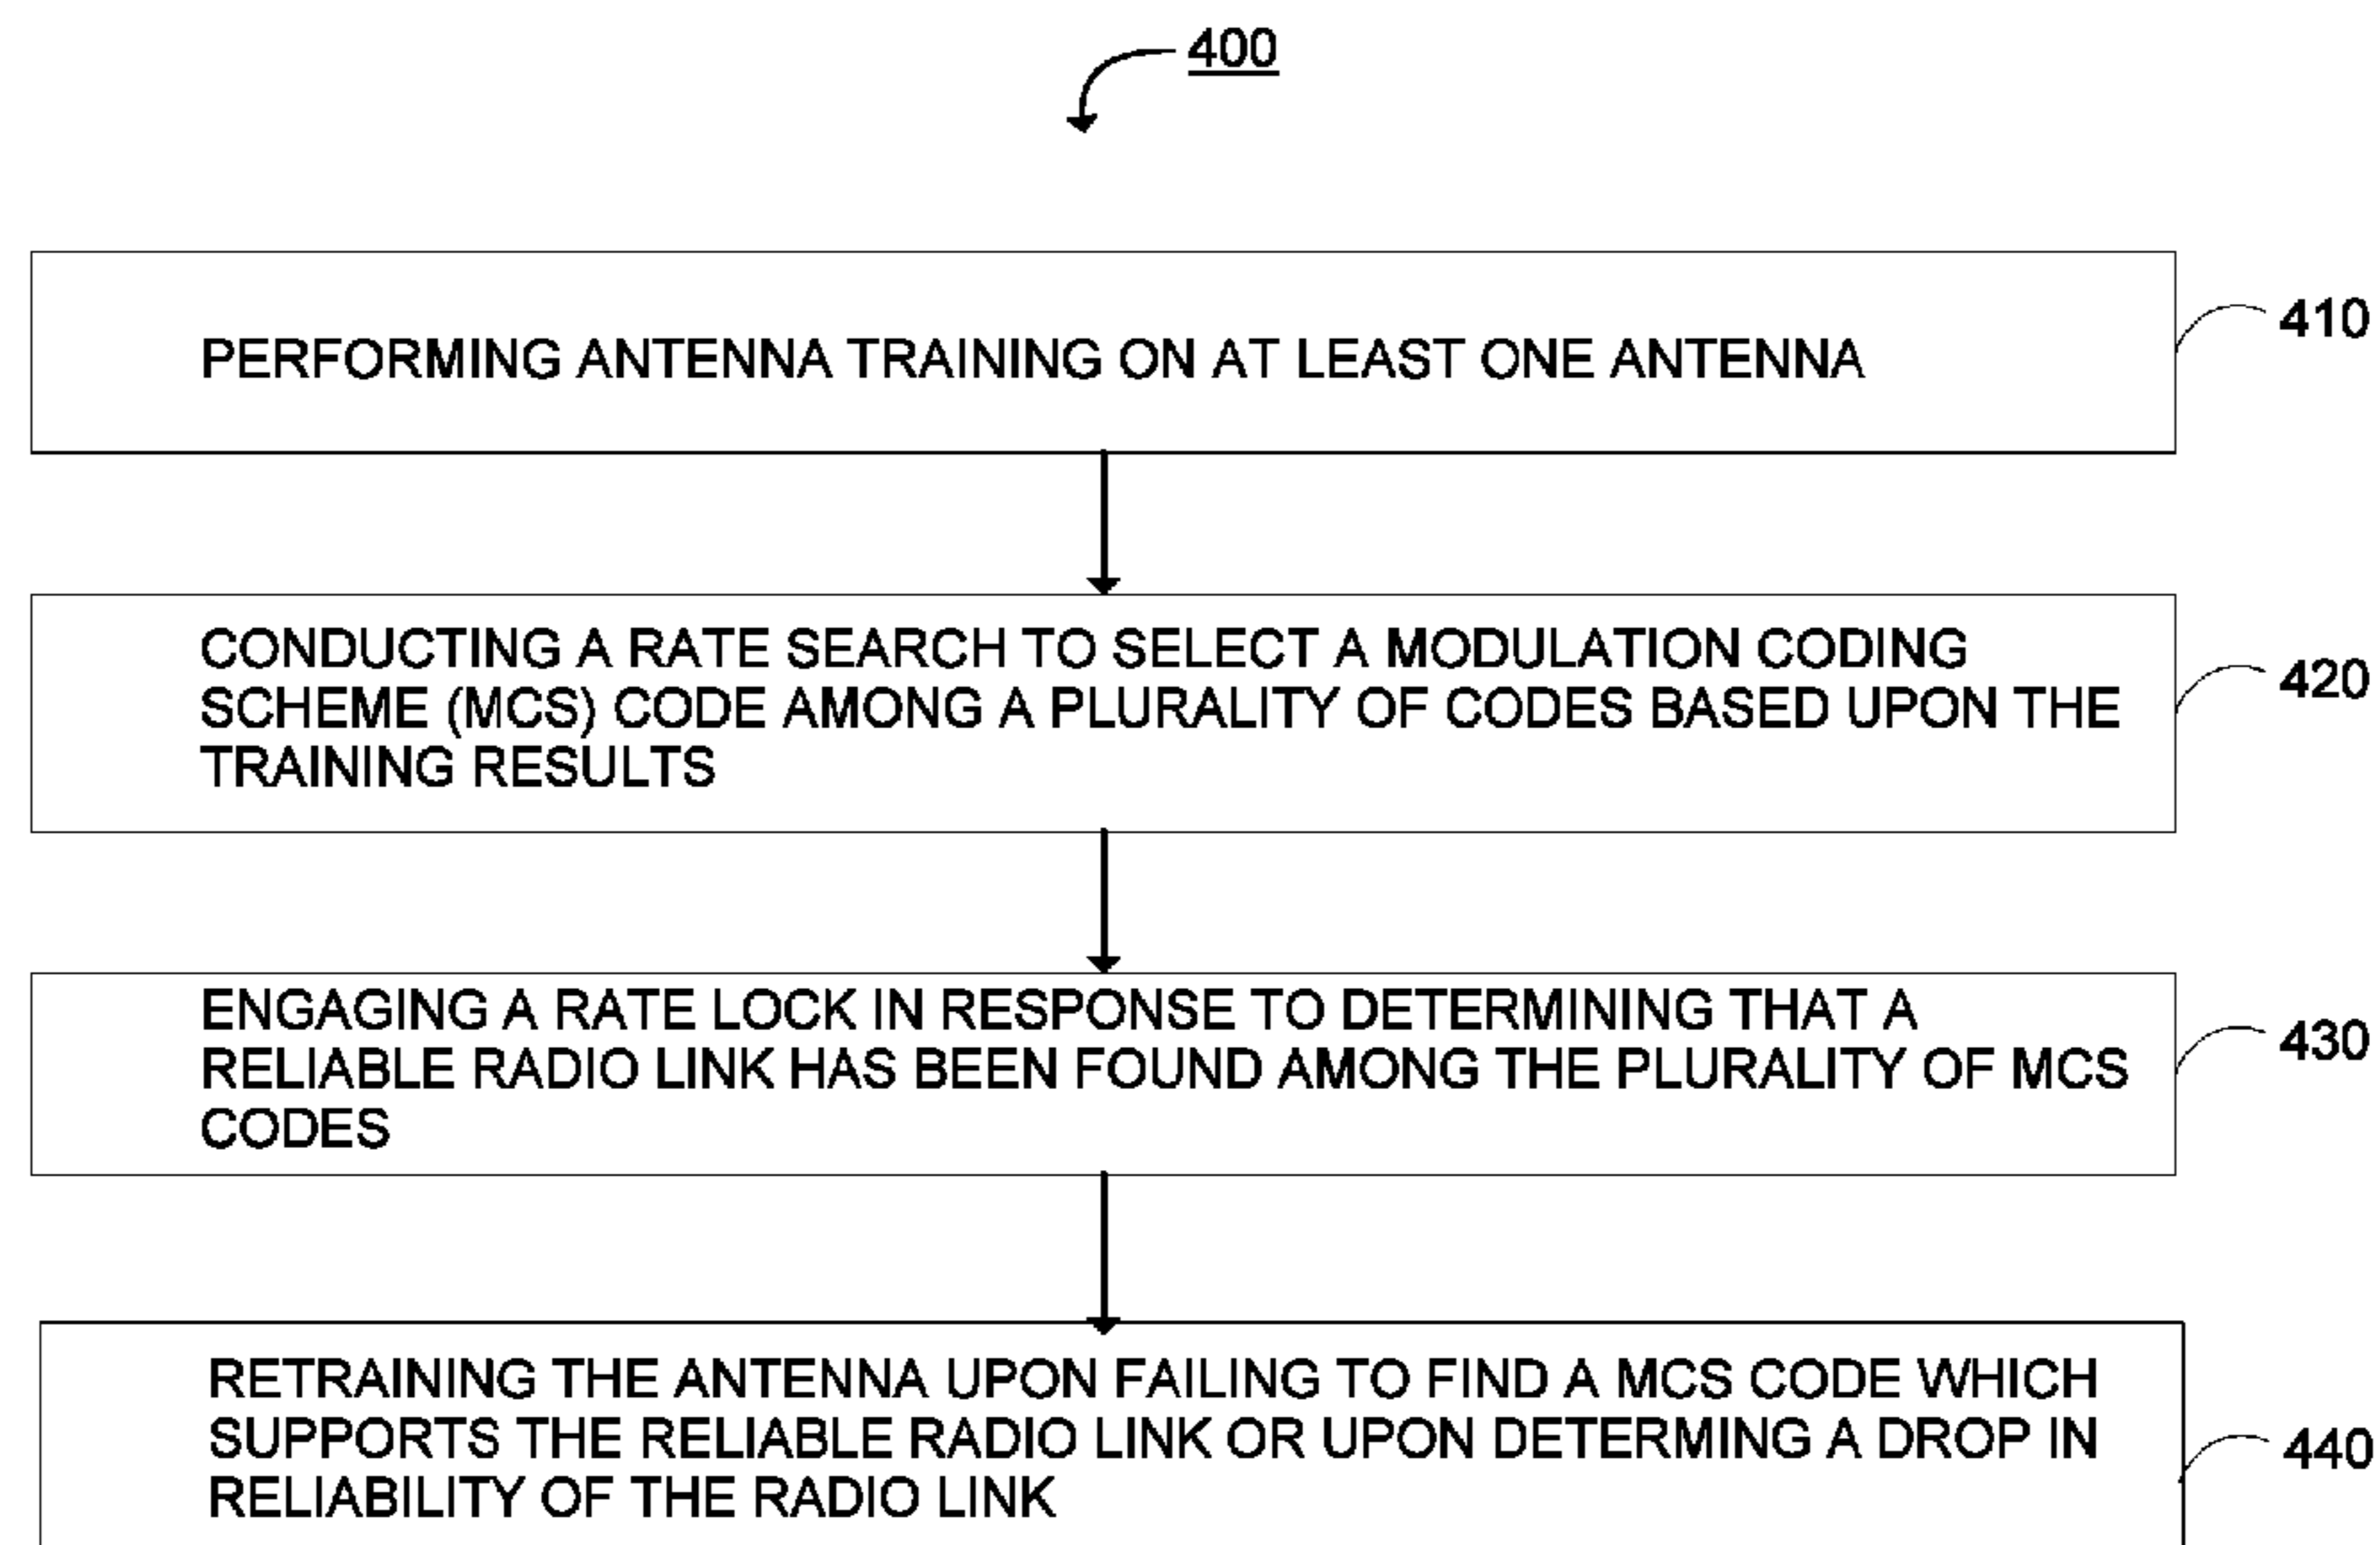 400
PERFORMING ANTENNA TRAINING ON AT LEAST ONE ANTENNA
410
CONDUCTING A RATE SEARCH TO SELECT A MODULATION CODING
SCHEME (MCS) CODE AMONG A PLURALITY OF CODES BASED UPON THE
TRAINING RESULTS
420
ENGAGING A RATE LOCK IN RESPONSE TO DETERMINING THAT A
RELIABLE RADIO LINK HAS BEEN FOUND AMONG THE PLURALITY OF MCS
CODES
430
RETRAINING THE ANTENNA UPON FAILING TO FIND A MCS CODE WHICH
SUPPORTS THE RELIABLE RADIO LINK OR UPON DETERMING A DROP IN
RELIABILITY OF THE RADIO LINK
440